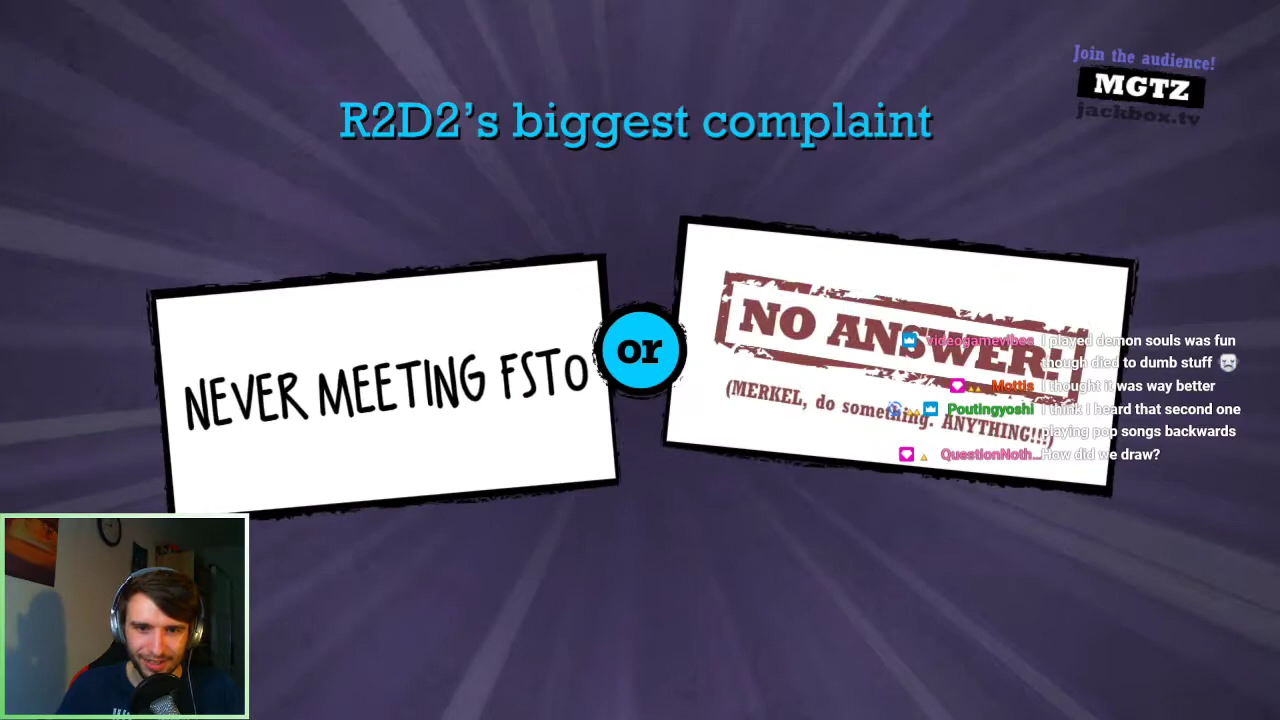 Join the audience!
MGTZ
jackbox.tv
R2D2's biggest complaint
NEVER MEETING FSTO
or
NO ANSWER!
(MERKEL, do something. ANYTHING!!!)
videogamevibes I played demon souls was fun
though died to dumb stuff
Mottis I thought it was way better
Poutingyoshi I think I heard that second one
playing pop songs backwards
QuestionNoth... How did we draw?